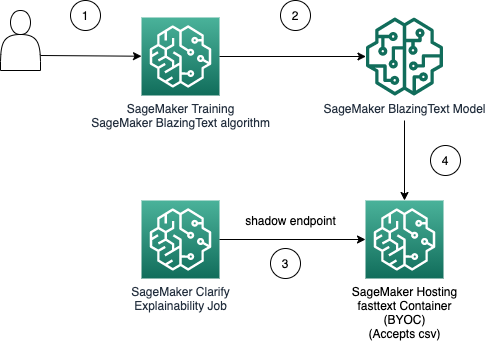 1
2
SageMaker Training
SageMaker BlazingText algorithm
SageMaker BlazingText Model
4
shadow endpoint
3
SageMaker Clarify
Explainability Job
SageMaker Hosting
fasttext Container
(BYOC)
(Accepts csv)